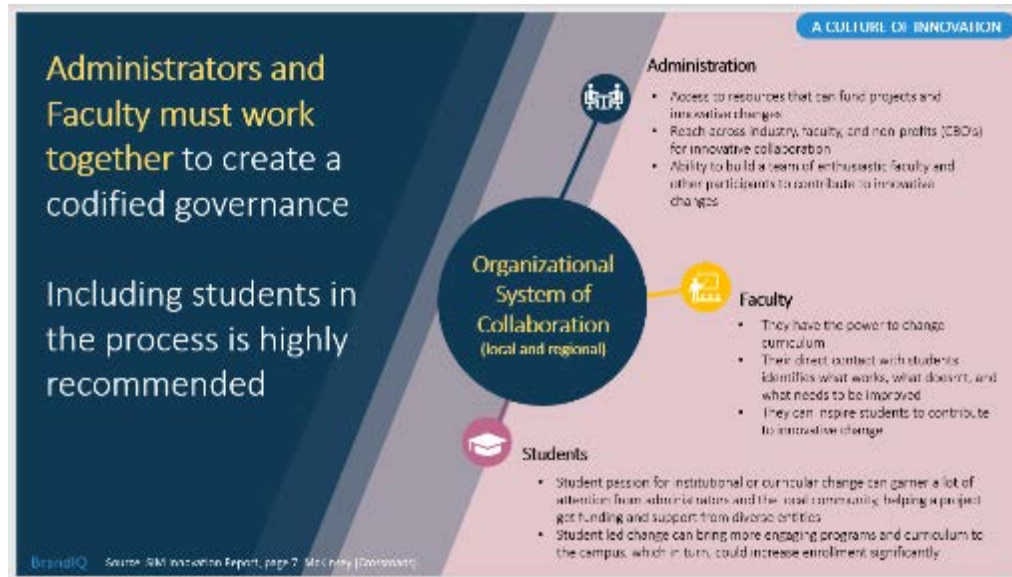 A CULTURE OF INNOVATION
Administrators and
Faculty must work
together to create a
codified governance
Including students in
the process is highly
recommended
Organizational
System of
Collaboration
(local and regional)
Administration
• Access to resources that can fund projects and
innovative changes
• Reach across industry, faculty, and non-profits (CBO's)
for innovative collaboration
• Ability to build a team of enthusiastic faculty and
other participants to contribute to innovative
changes
Faculty
• They have the power to change
curriculum
• Their direct contact with students
identifies what works, what doesn't, and
what needs to be improved
• They can inspire students to contribute
to innovative change
Students
• Student passion for institutional or curricular change can garner a lot of
attention from administrators and the local community, helping a project
get funding and support from diverse entities
• Student led change can bring more engaging programs and curriculum to
the campus, which in turn, could increase enrollment significantly
BrandIQ
Source: Innovation Report, page 7, McKinsey (Crossroads)